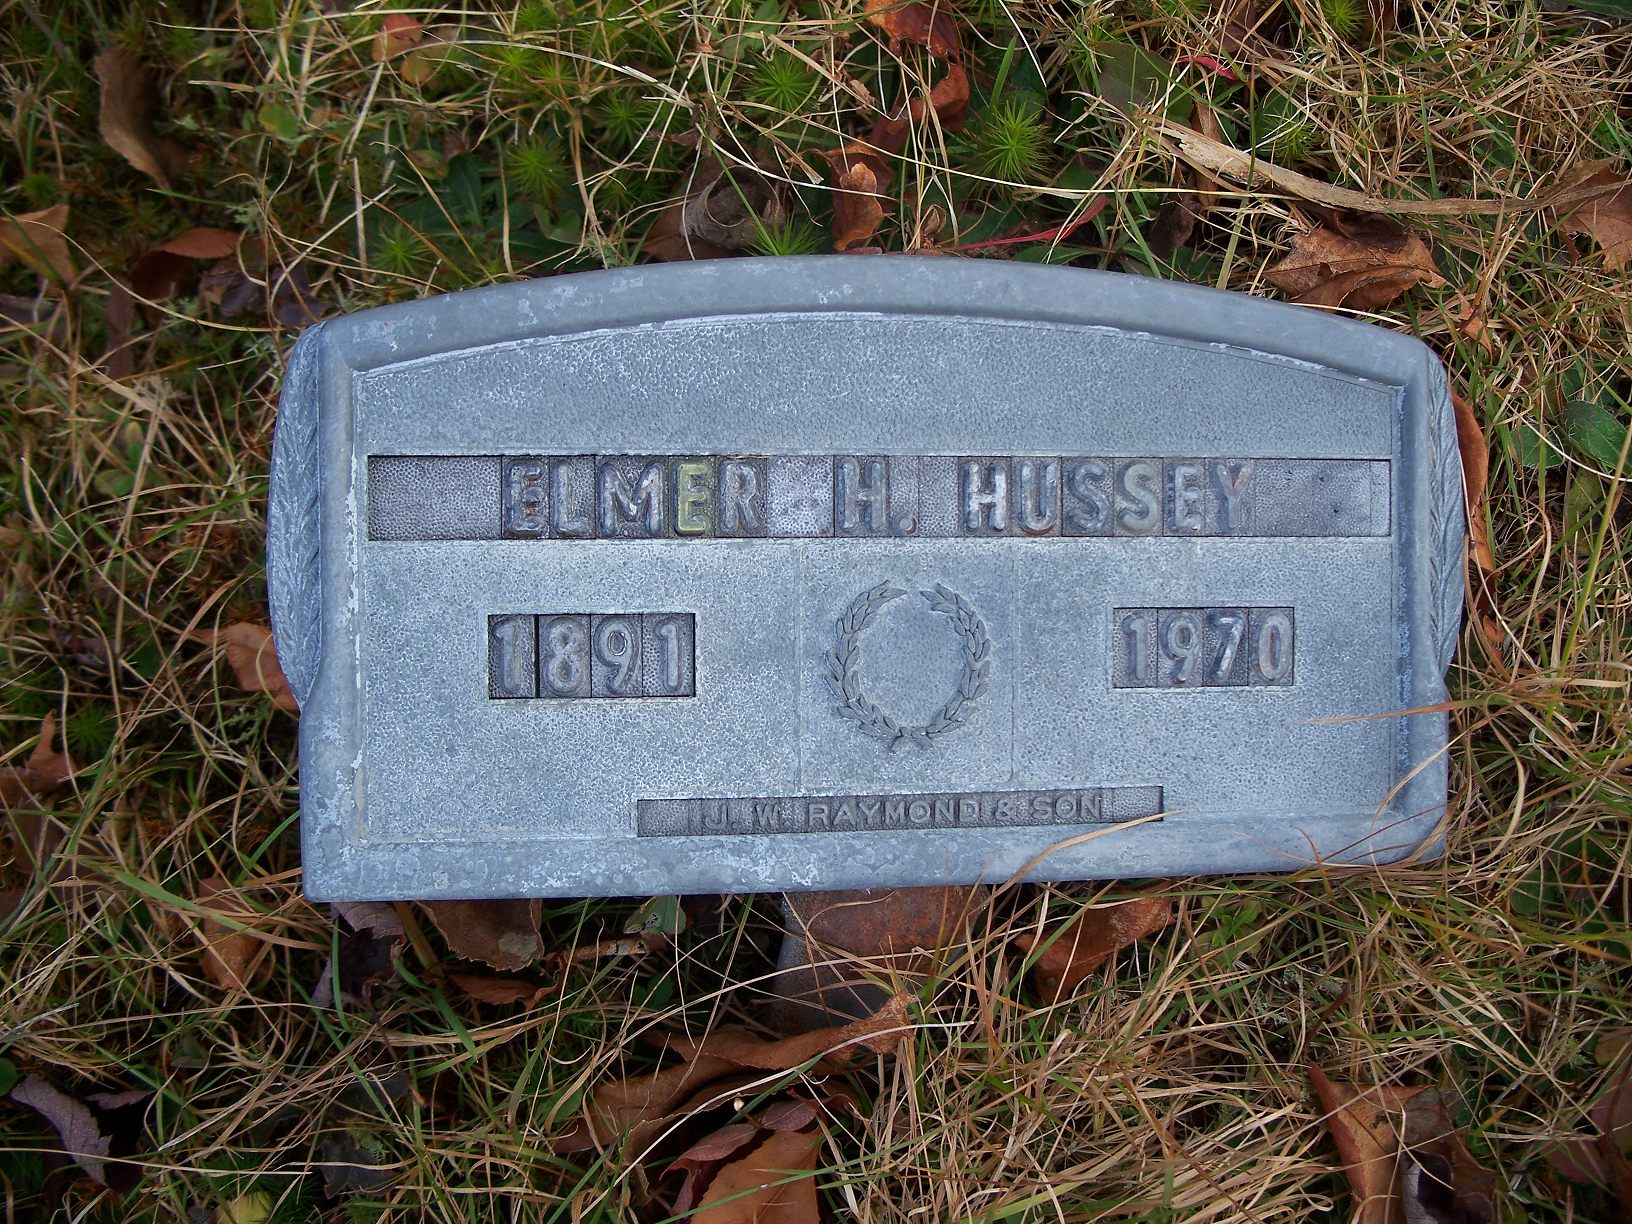 ELMER H. HUSSEY
1891 1970
J. W. RAYMOND & SON